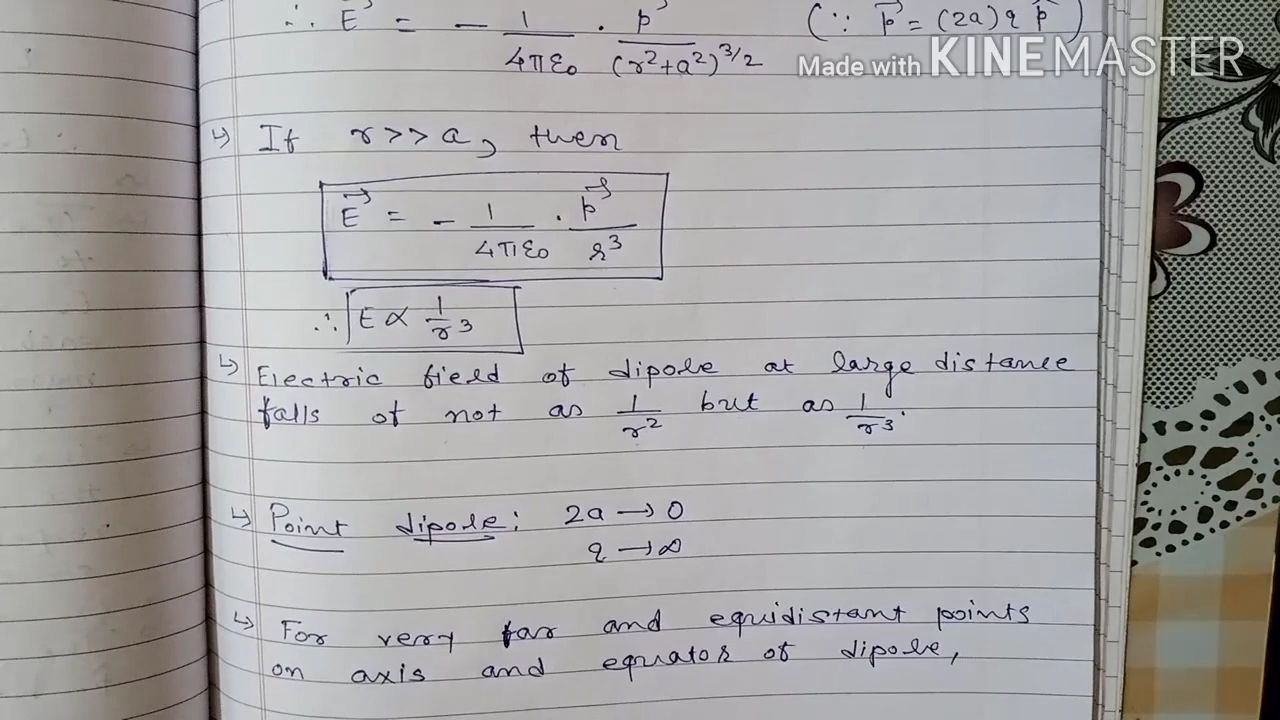 ∴ E⃗ = - 1/4πε₀ · p⃗/(r²+a²)^3/2 (∵ p⃗ = (2a) q p̂)
Made with KINEMASTER
↳ If r>>a, then
E⃗ = - 1/4πε₀ · p⃗/r³
∴ E ∝ 1/r³
↳ Electric field of dipole at large distance
falls of not as 1/r² but as 1/r³.
↳ Point dipole: 2a → 0
q → ∞
↳ For very far and equidistant points
on axis and equator of dipole,